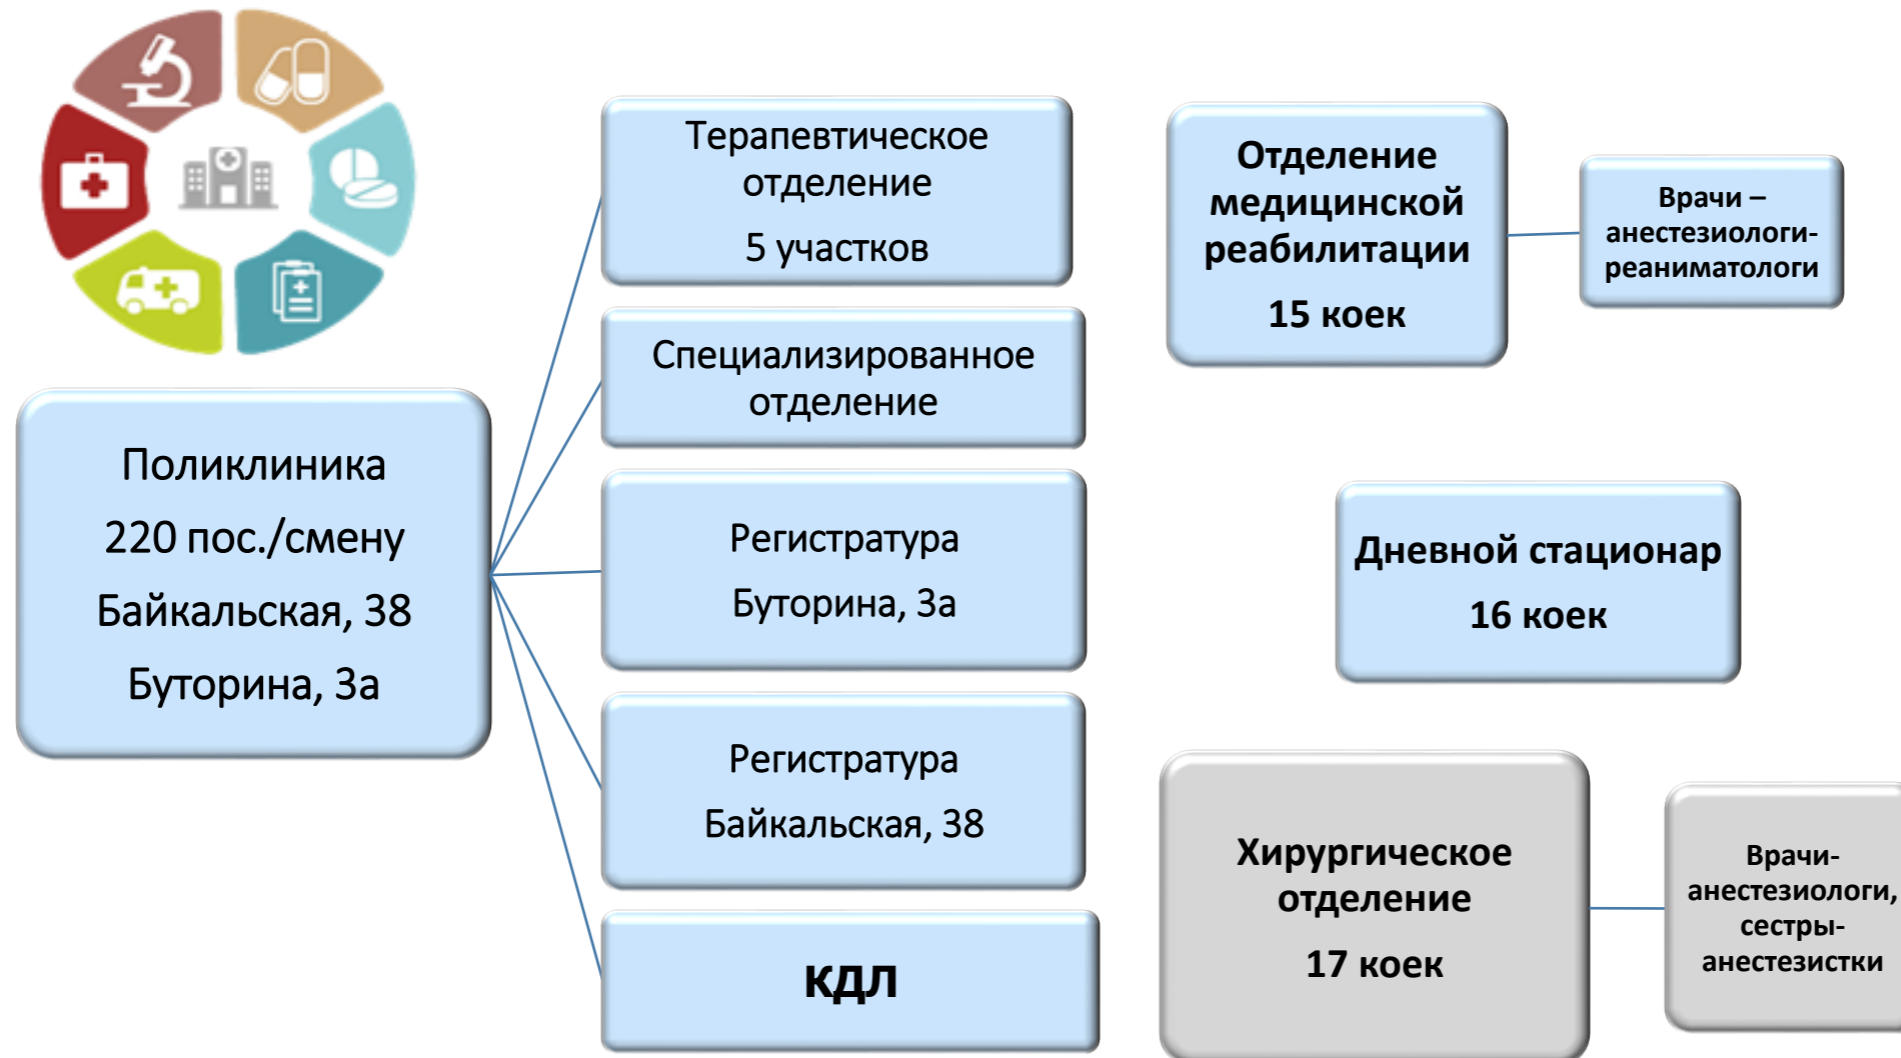 Терапевтическое
отделение
5 участков
Специализированное
отделение
Поликлиника
220 пос./смену
Байкальская, 38
Буторина, 3а
Регистратура
Буторина, 3а
Регистратура
Байкальская, 38
КДЛ
Отделение
медицинской
реабилитации
15 коек
Врачи –
анестезиологи-
реаниматологи
Дневной стационар
16 коек
Хирургическое
отделение
17 коек
Врачи-
анестезиологи,
сестры-
анестезистки